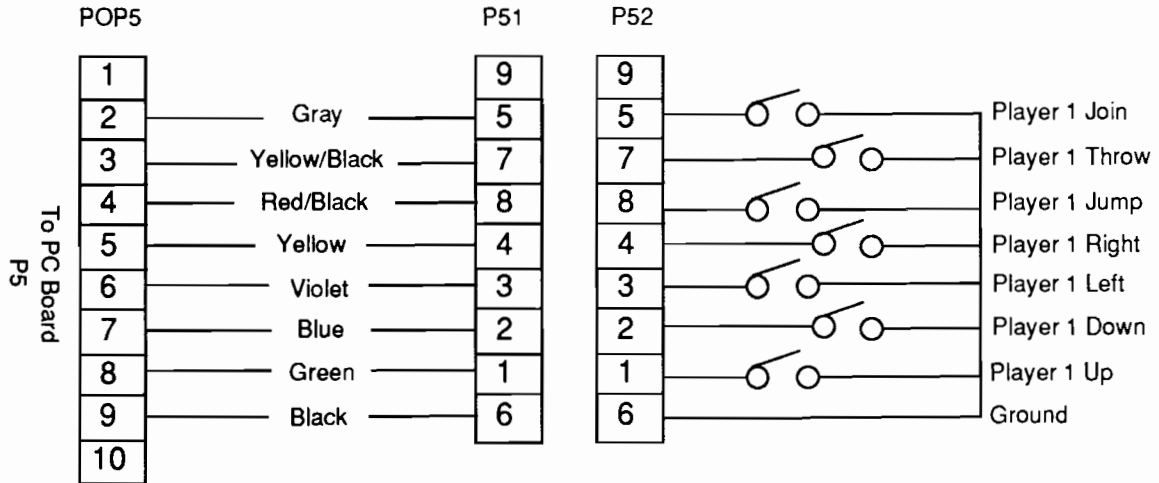 POP5 P51 P52
1 9 9
2 Gray 5 5 Player 1 Join
3 Yellow/Black 7 7 Player 1 Throw
4 Red/Black 8 8 Player 1 Jump
5 Yellow 4 4 Player 1 Right
6 Violet 3 3 Player 1 Left
7 Blue 2 2 Player 1 Down
8 Green 1 1 Player 1 Up
9 Black 6 6 Ground
10
To PC Board
P5